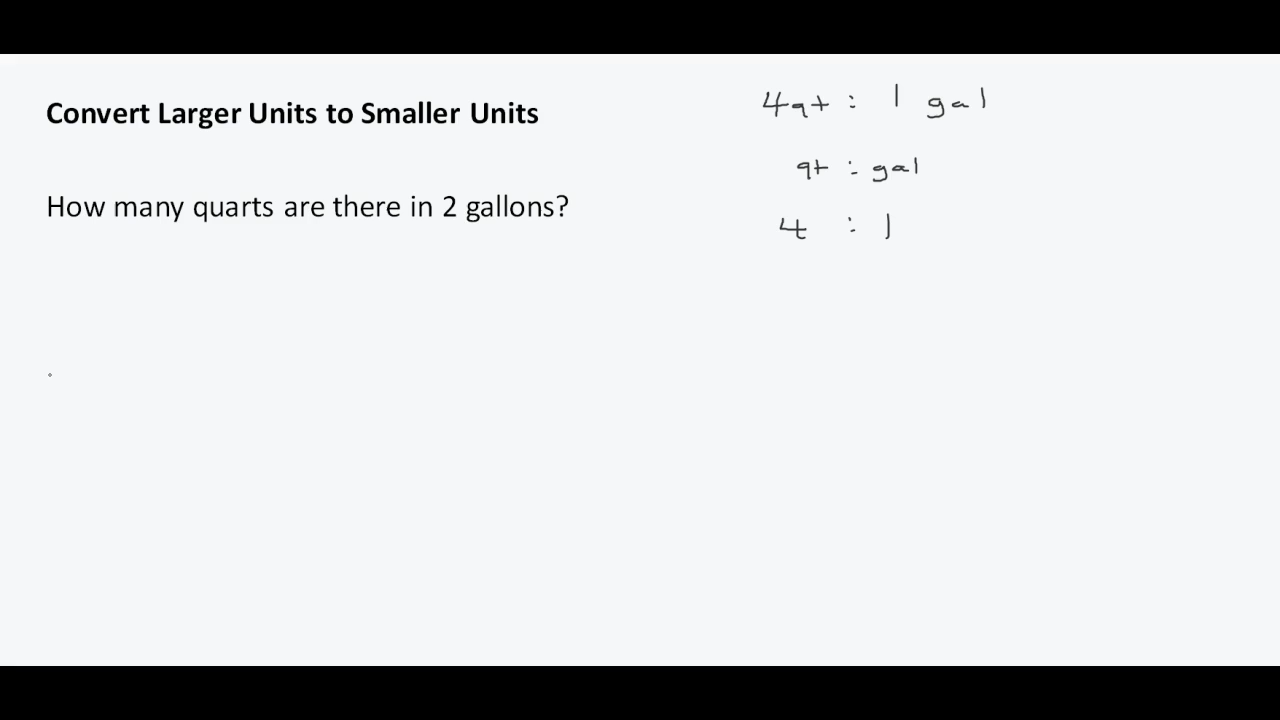 Convert Larger Units to Smaller Units
How many quarts are there in 2 gallons?
4qt : 1 gal
qt : gal
4 : 1